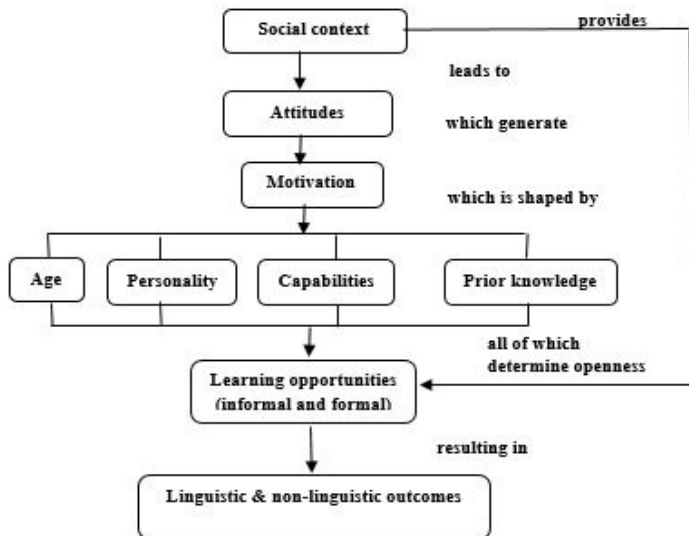 Social context
provides
leads to
Attitudes
which generate
Motivation
which is shaped by
Age
Personality
Capabilities
Prior knowledge
all of which
determine openness
Learning opportunities
(informal and formal)
resulting in
Linguistic & non-linguistic outcomes